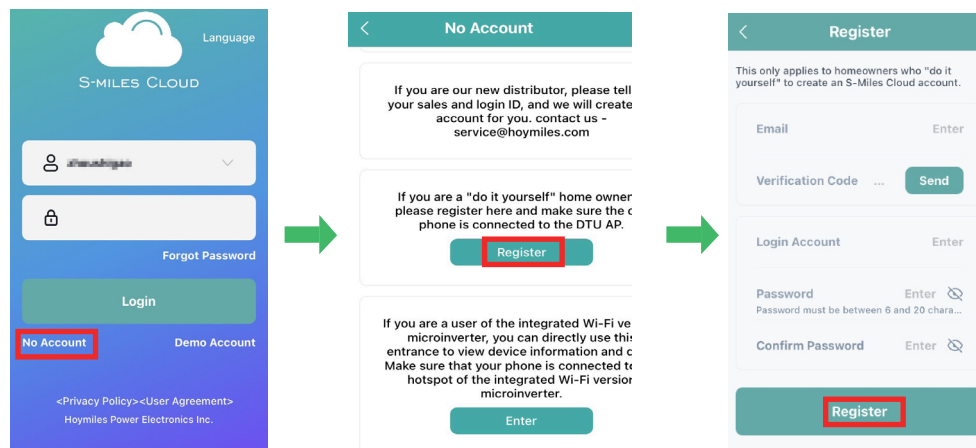 Language
S-MILES CLOUD
Forgot Password
Login
No Account
Demo Account
<Privacy Policy><User Agreement>
Hoymiles Power Electronics Inc.
No Account
If you are our new distributor, please tell
your sales and login ID, and we will create
account for you. contact us -
service@hoymiles.com
If you are a "do it yourself" home owner
please register here and make sure the
phone is connected to the DTU AP.
Register
If you are a user of the integrated Wi-Fi
microinverter, you can directly use this
entrance to view device information and
Make sure that your phone is connected
hotspot of the integrated Wi-Fi version
microinverter.
Enter
Register
This only applies to homeowners who "do it
yourself" to create an S-Miles Cloud account.
Email Enter
Verification Code ... Send
Login Account Enter
Password Enter
Password must be between 6 and 20 chara...
Confirm Password Enter
Register